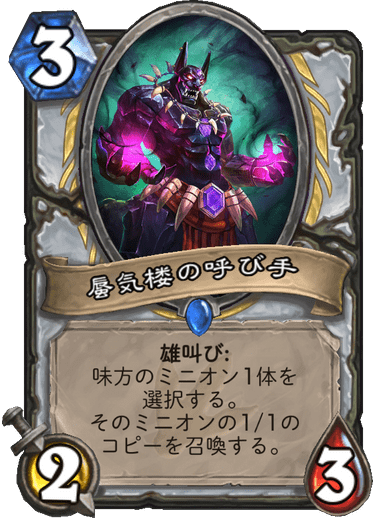 3
蜃気楼の呼び手
雄叫び:
味方のミニオン1体を
選択する。
そのミニオンの1/1の
コピーを召喚する。
2
3